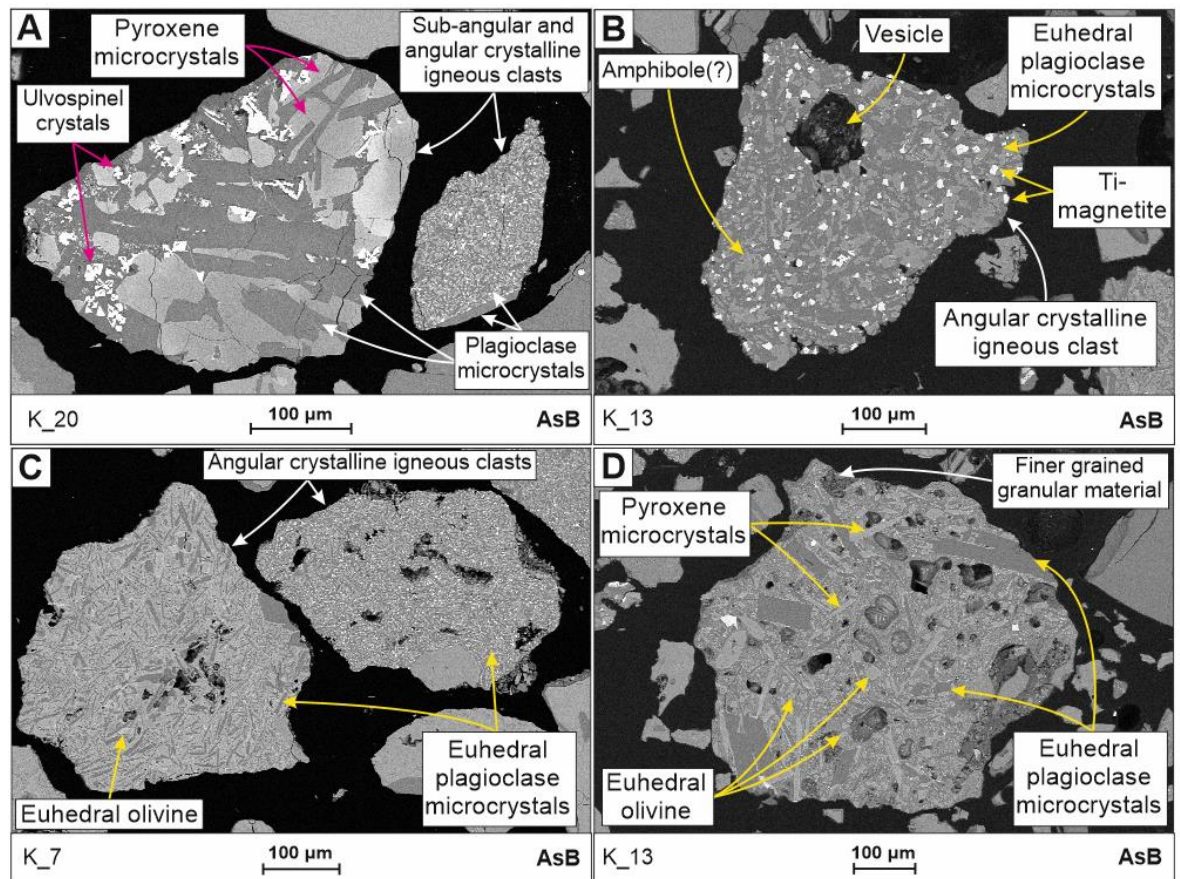 A
Pyroxene
microcrystals
Sub-angular and
angular crystalline
igneous clasts
Ulvospinel
crystals
Plagioclase
microcrystals
K_20
100 µm
AsB
B
Vesicle
Euhedral
plagioclase
microcrystals
Amphibole(?)
Ti-
magnetite
Angular crystalline
igneous clast
K_13
100 µm
AsB
C
Angular crystalline igneous clasts
Euhedral
plagioclase
microcrystals
Euhedral olivine
K_7
100 µm
AsB
D
Finer grained
granular material
Pyroxene
microcrystals
Euhedral
olivine
Euhedral
plagioclase
microcrystals
K_13
100 µm
AsB